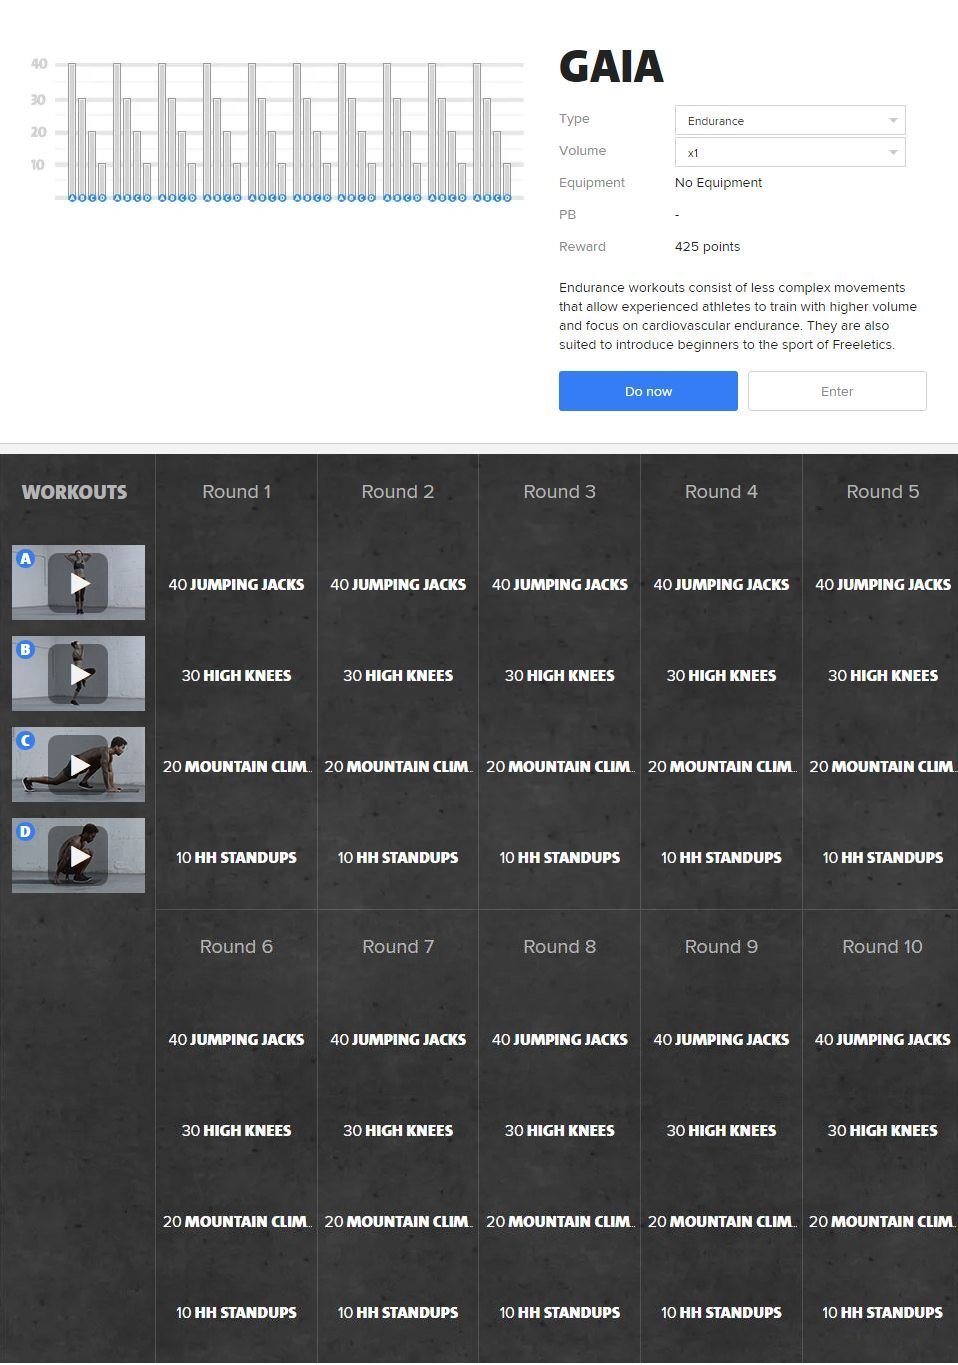 40
30
20
10
A B C D A B C D A B C D A B C D A B C D A B C D A B C D A B C D A B C D A B C D
GAIA
Type Endurance
Volume x1
Equipment No Equipment
PB -
Reward 425 points
Endurance workouts consist of less complex movements
that allow experienced athletes to train with higher volume
and focus on cardiovascular endurance. They are also
suited to introduce beginners to the sport of Freeletics.
Do now Enter
WORKOUTS Round 1 Round 2 Round 3 Round 4 Round 5
A 40 JUMPING JACKS 40 JUMPING JACKS 40 JUMPING JACKS 40 JUMPING JACKS 40 JUMPING JACKS
B 30 HIGH KNEES 30 HIGH KNEES 30 HIGH KNEES 30 HIGH KNEES 30 HIGH KNEES
C 20 MOUNTAIN CLIM... 20 MOUNTAIN CLIM... 20 MOUNTAIN CLIM... 20 MOUNTAIN CLIM... 20 MOUNTAIN CLIM...
D 10 HH STANDUPS 10 HH STANDUPS 10 HH STANDUPS 10 HH STANDUPS 10 HH STANDUPS
Round 6 Round 7 Round 8 Round 9 Round 10
40 JUMPING JACKS 40 JUMPING JACKS 40 JUMPING JACKS 40 JUMPING JACKS 40 JUMPING JACKS
30 HIGH KNEES 30 HIGH KNEES 30 HIGH KNEES 30 HIGH KNEES 30 HIGH KNEES
20 MOUNTAIN CLIM... 20 MOUNTAIN CLIM... 20 MOUNTAIN CLIM... 20 MOUNTAIN CLIM... 20 MOUNTAIN CLIM...
10 HH STANDUPS 10 HH STANDUPS 10 HH STANDUPS 10 HH STANDUPS 10 HH STANDUPS